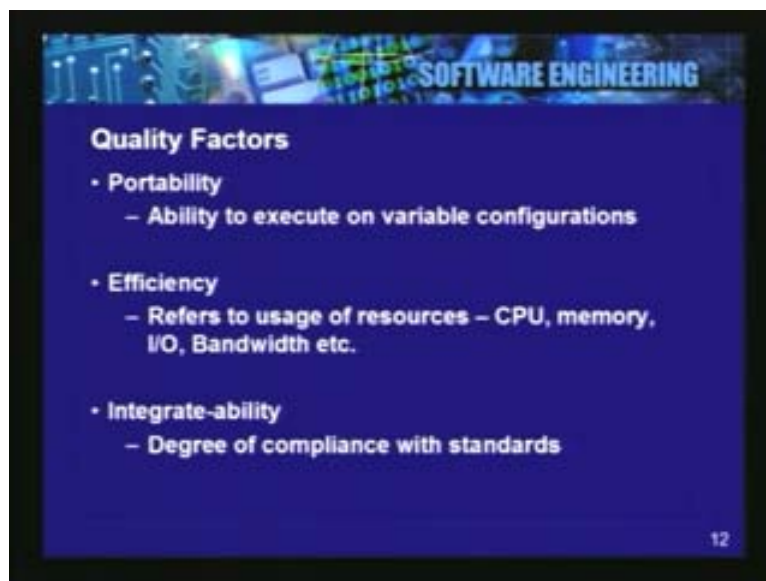 SOFTWARE ENGINEERING
Quality Factors
• Portability
– Ability to execute on variable configurations
• Efficiency
– Refers to usage of resources – CPU, memory,
I/O, Bandwidth etc.
• Integrate-ability
– Degree of compliance with standards
12